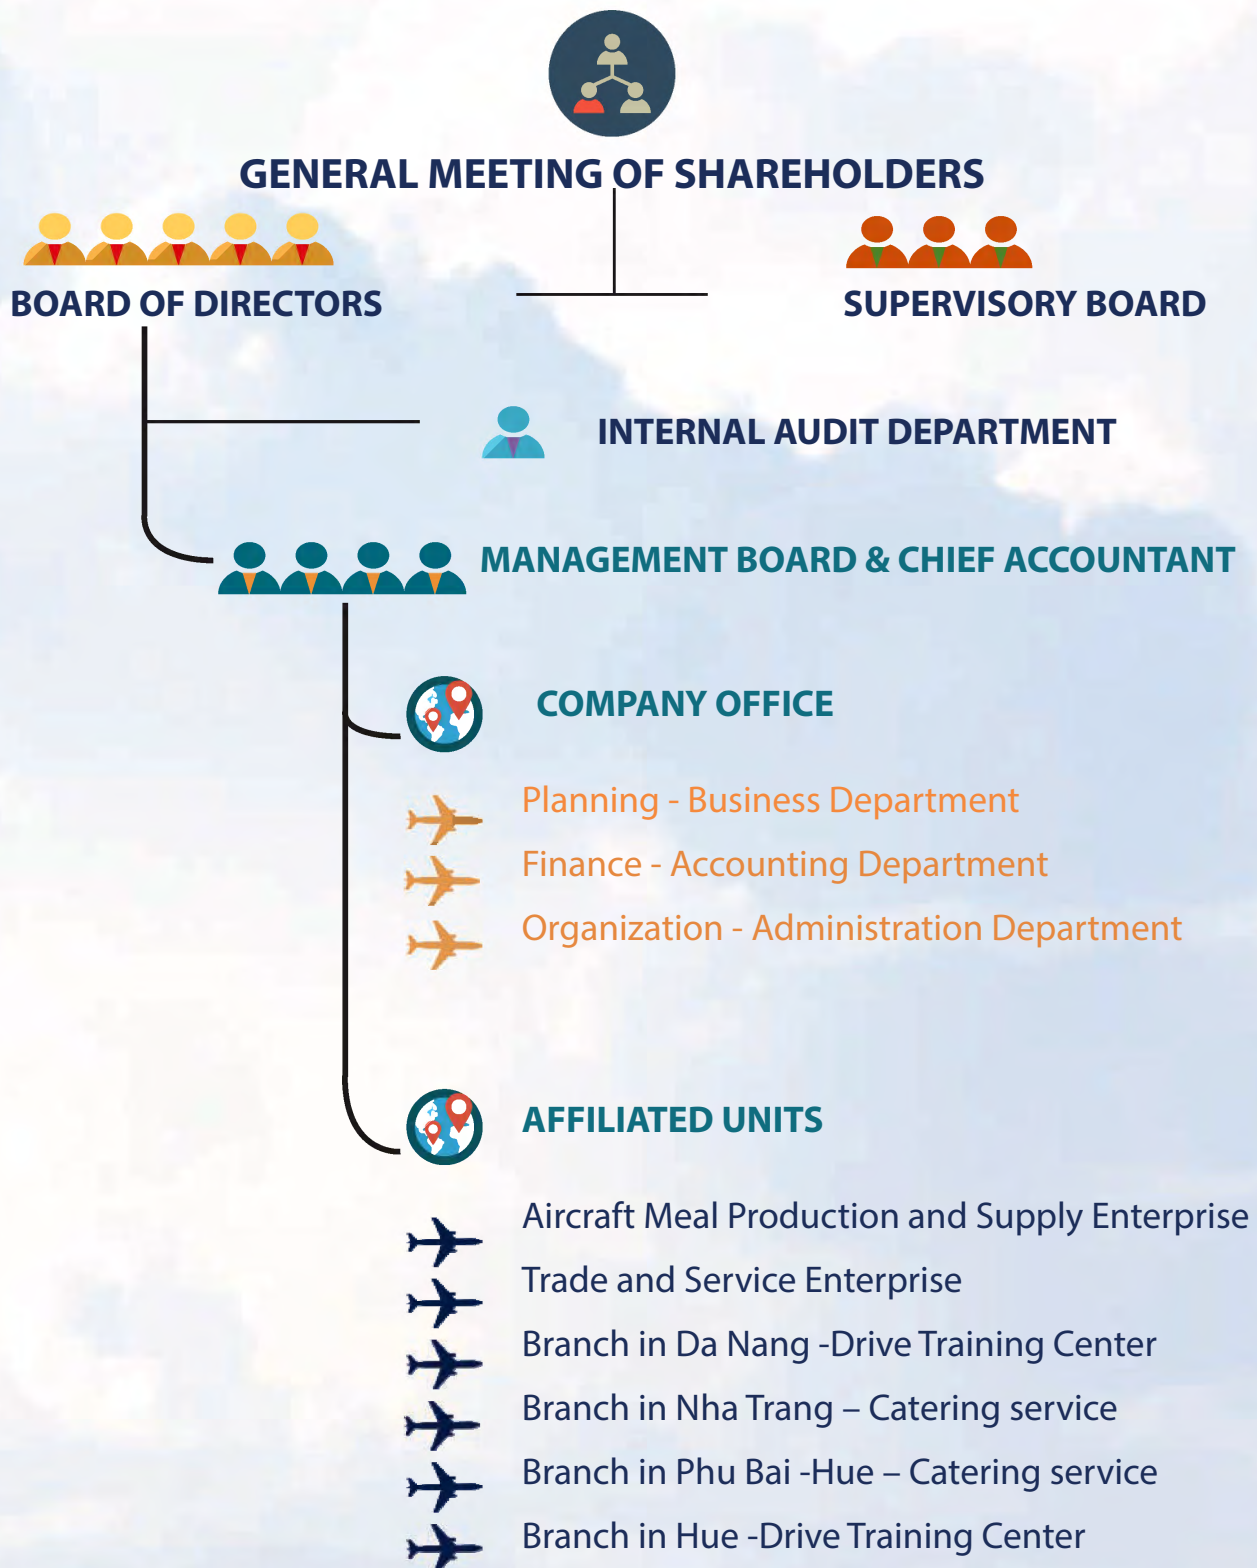 GENERAL MEETING OF SHAREHOLDERS
BOARD OF DIRECTORS
SUPERVISORY BOARD
INTERNAL AUDIT DEPARTMENT
MANAGEMENT BOARD & CHIEF ACCOUNTANT
COMPANY OFFICE
Planning - Business Department
Finance - Accounting Department
Organization - Administration Department
AFFILIATED UNITS
Aircraft Meal Production and Supply Enterprise
Trade and Service Enterprise
Branch in Da Nang -Drive Training Center
Branch in Nha Trang – Catering service
Branch in Phu Bai -Hue – Catering service
Branch in Hue -Drive Training Center